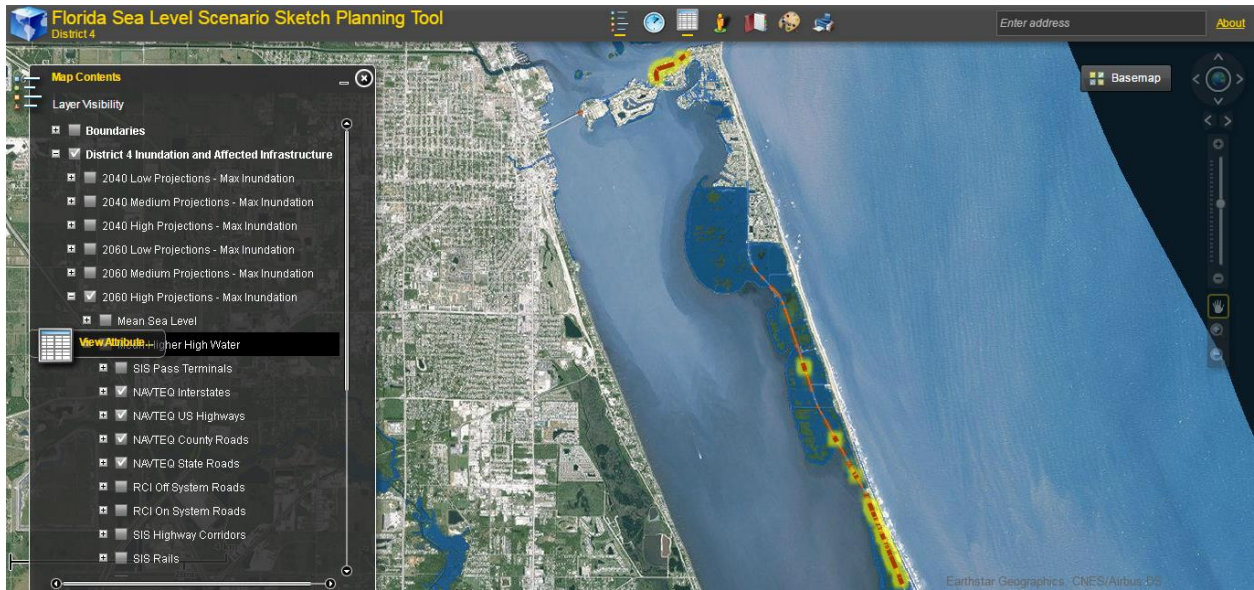 Florida Sea Level Scenario Sketch Planning Tool
District 4
Enter address
About
Map Contents
Basemap
Layer Visibility
Boundaries
District 4 Inundation and Affected Infrastructure
2040 Low Projections - Max Inundation
2040 Medium Projections - Max Inundation
2040 High Projections - Max Inundation
2060 Low Projections - Max Inundation
2060 Medium Projections - Max Inundation
2060 High Projections - Max Inundation
Mean Sea Level
View Attribute... Higher High Water
SIS Pass Terminals
NAVTEQ Interstates
NAVTEQ US Highways
NAVTEQ County Roads
NAVTEQ State Roads
RCI Off System Roads
RCI On System Roads
SIS Highway Corridors
SIS Rails
Earthstar Geographics, CNES/Airbus DS